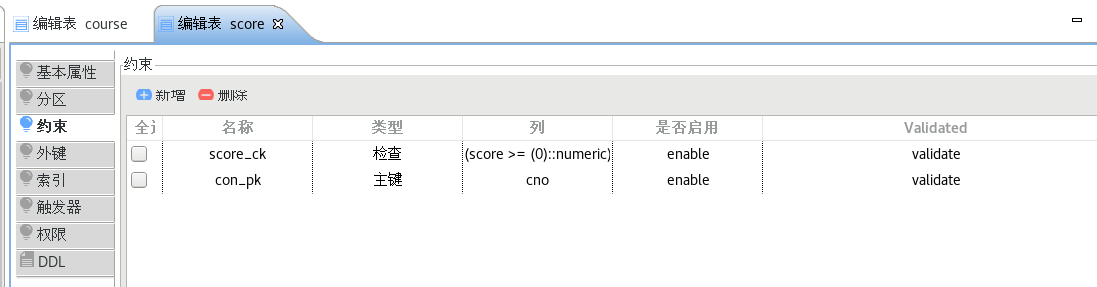 编辑表 course
编辑表 score
基本属性
分区
约束
外键
索引
触发器
权限
DDL
约束
新增 删除
名称 类型 列 是否启用 Validated
score_ck 检查 (score >= (0)::numeric) enable validate
con_pk 主键 cno enable validate